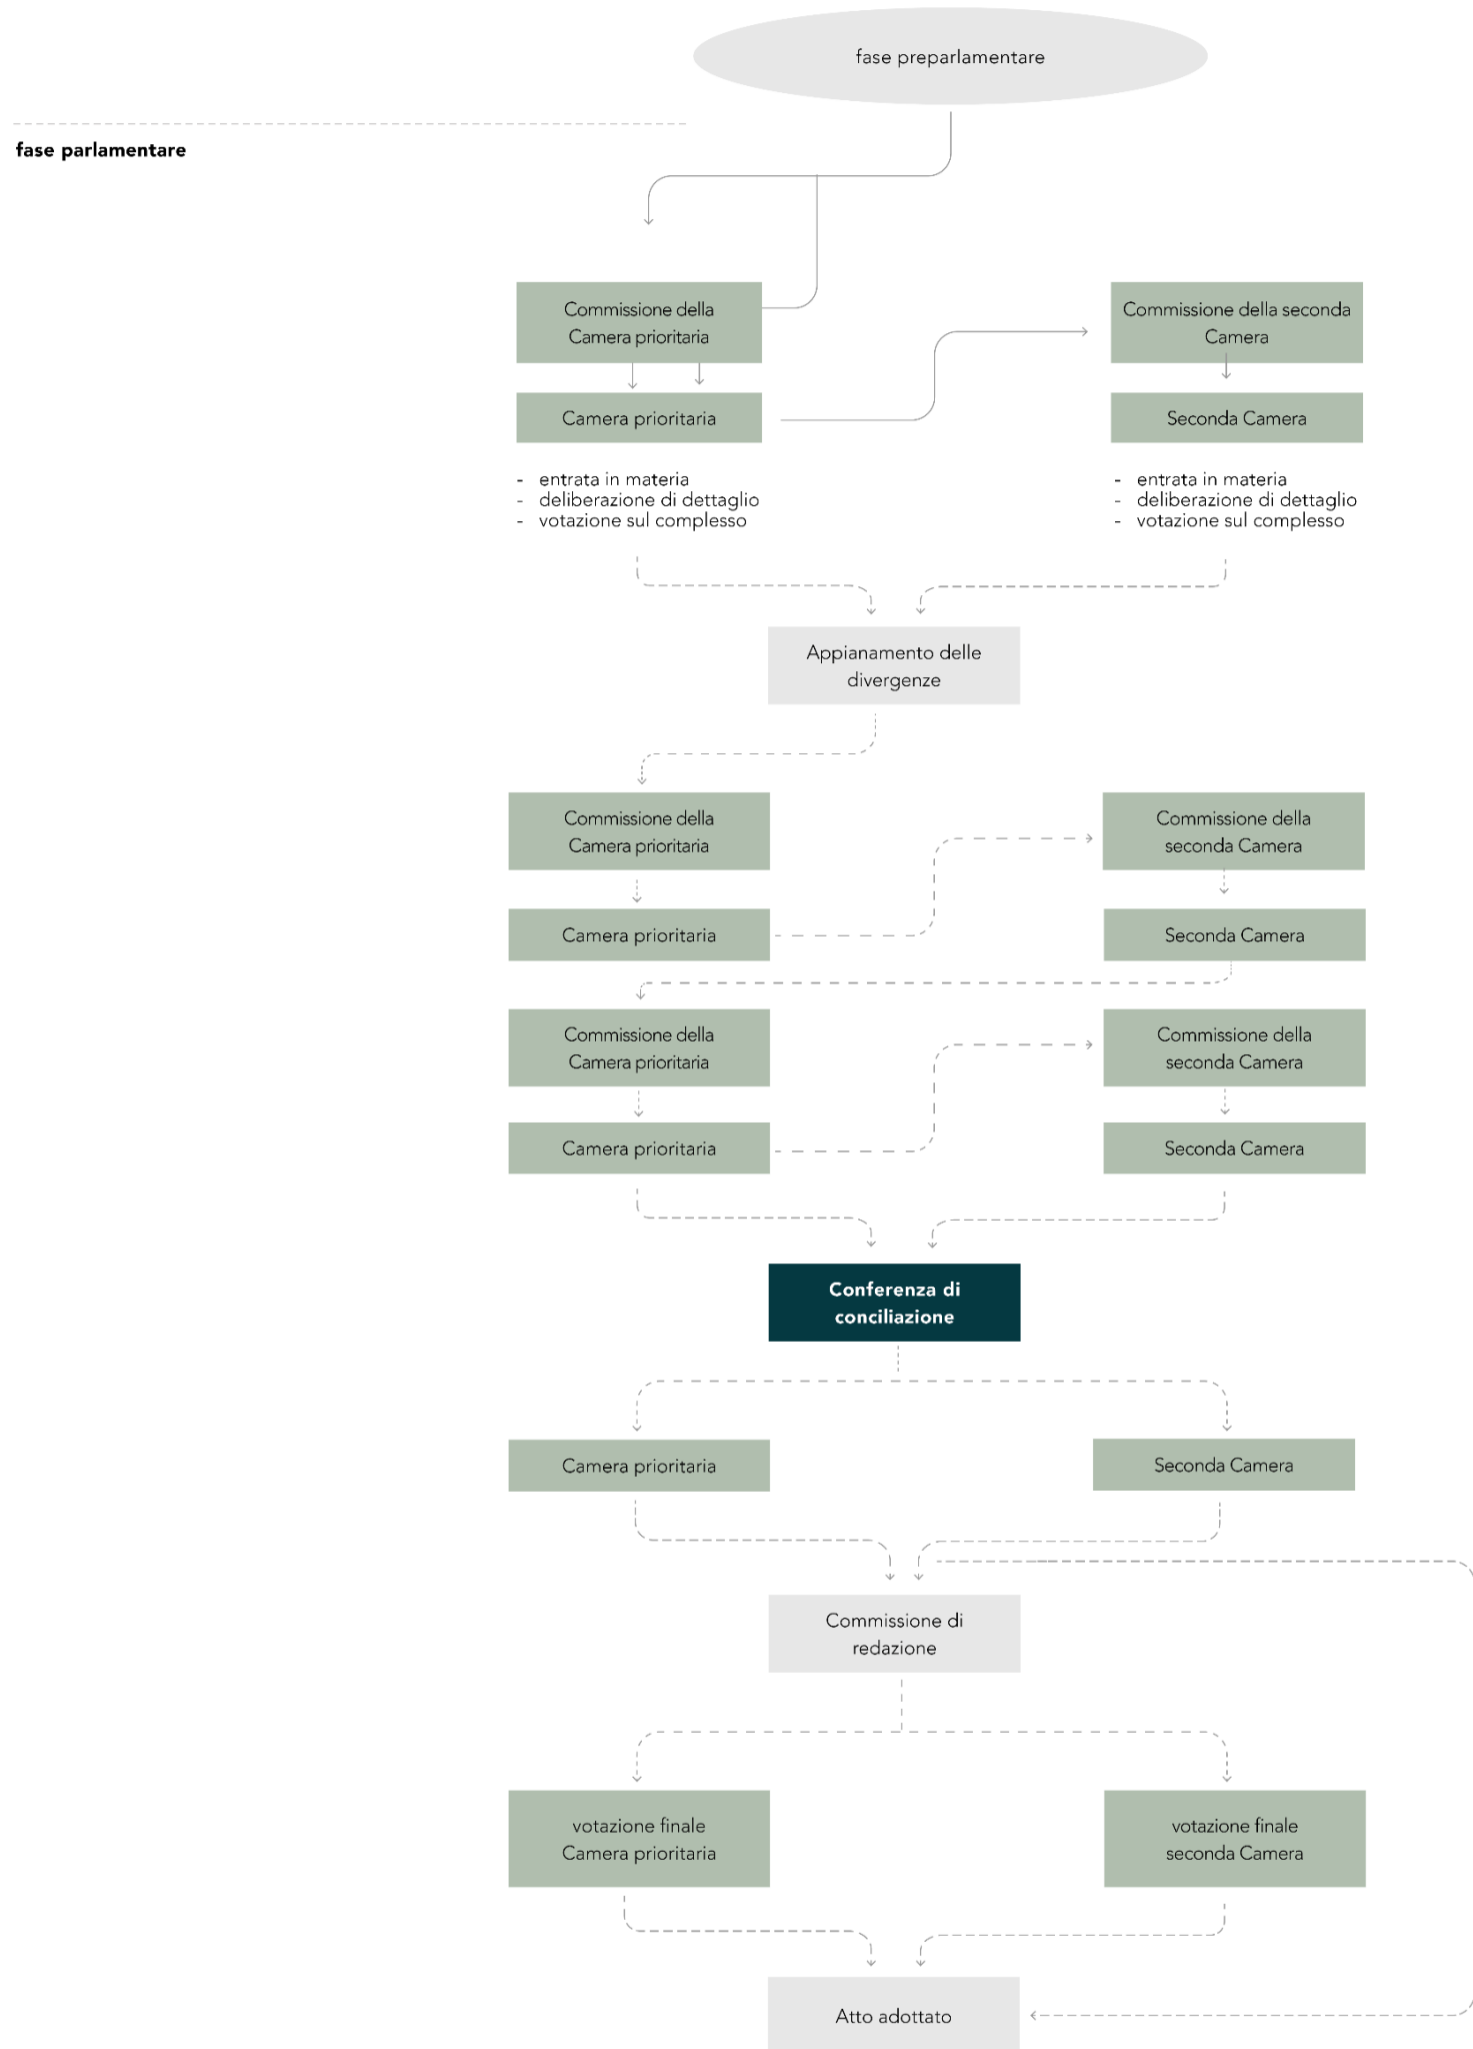 fase preparlamentare
fase parlamentare
Commissione della
Camera prioritaria
Commissione della seconda
Camera
Camera prioritaria
Seconda Camera
- entrata in materia
- deliberazione di dettaglio
- votazione sul complesso
- entrata in materia
- deliberazione di dettaglio
- votazione sul complesso
Appianamento delle
divergenze
Commissione della
Camera prioritaria
Commissione della
seconda Camera
Camera prioritaria
Seconda Camera
Commissione della
Camera prioritaria
Commissione della
seconda Camera
Camera prioritaria
Seconda Camera
Conferenza di
conciliazione
Camera prioritaria
Seconda Camera
Commissione di
redazione
votazione finale
Camera prioritaria
votazione finale
seconda Camera
Atto adottato